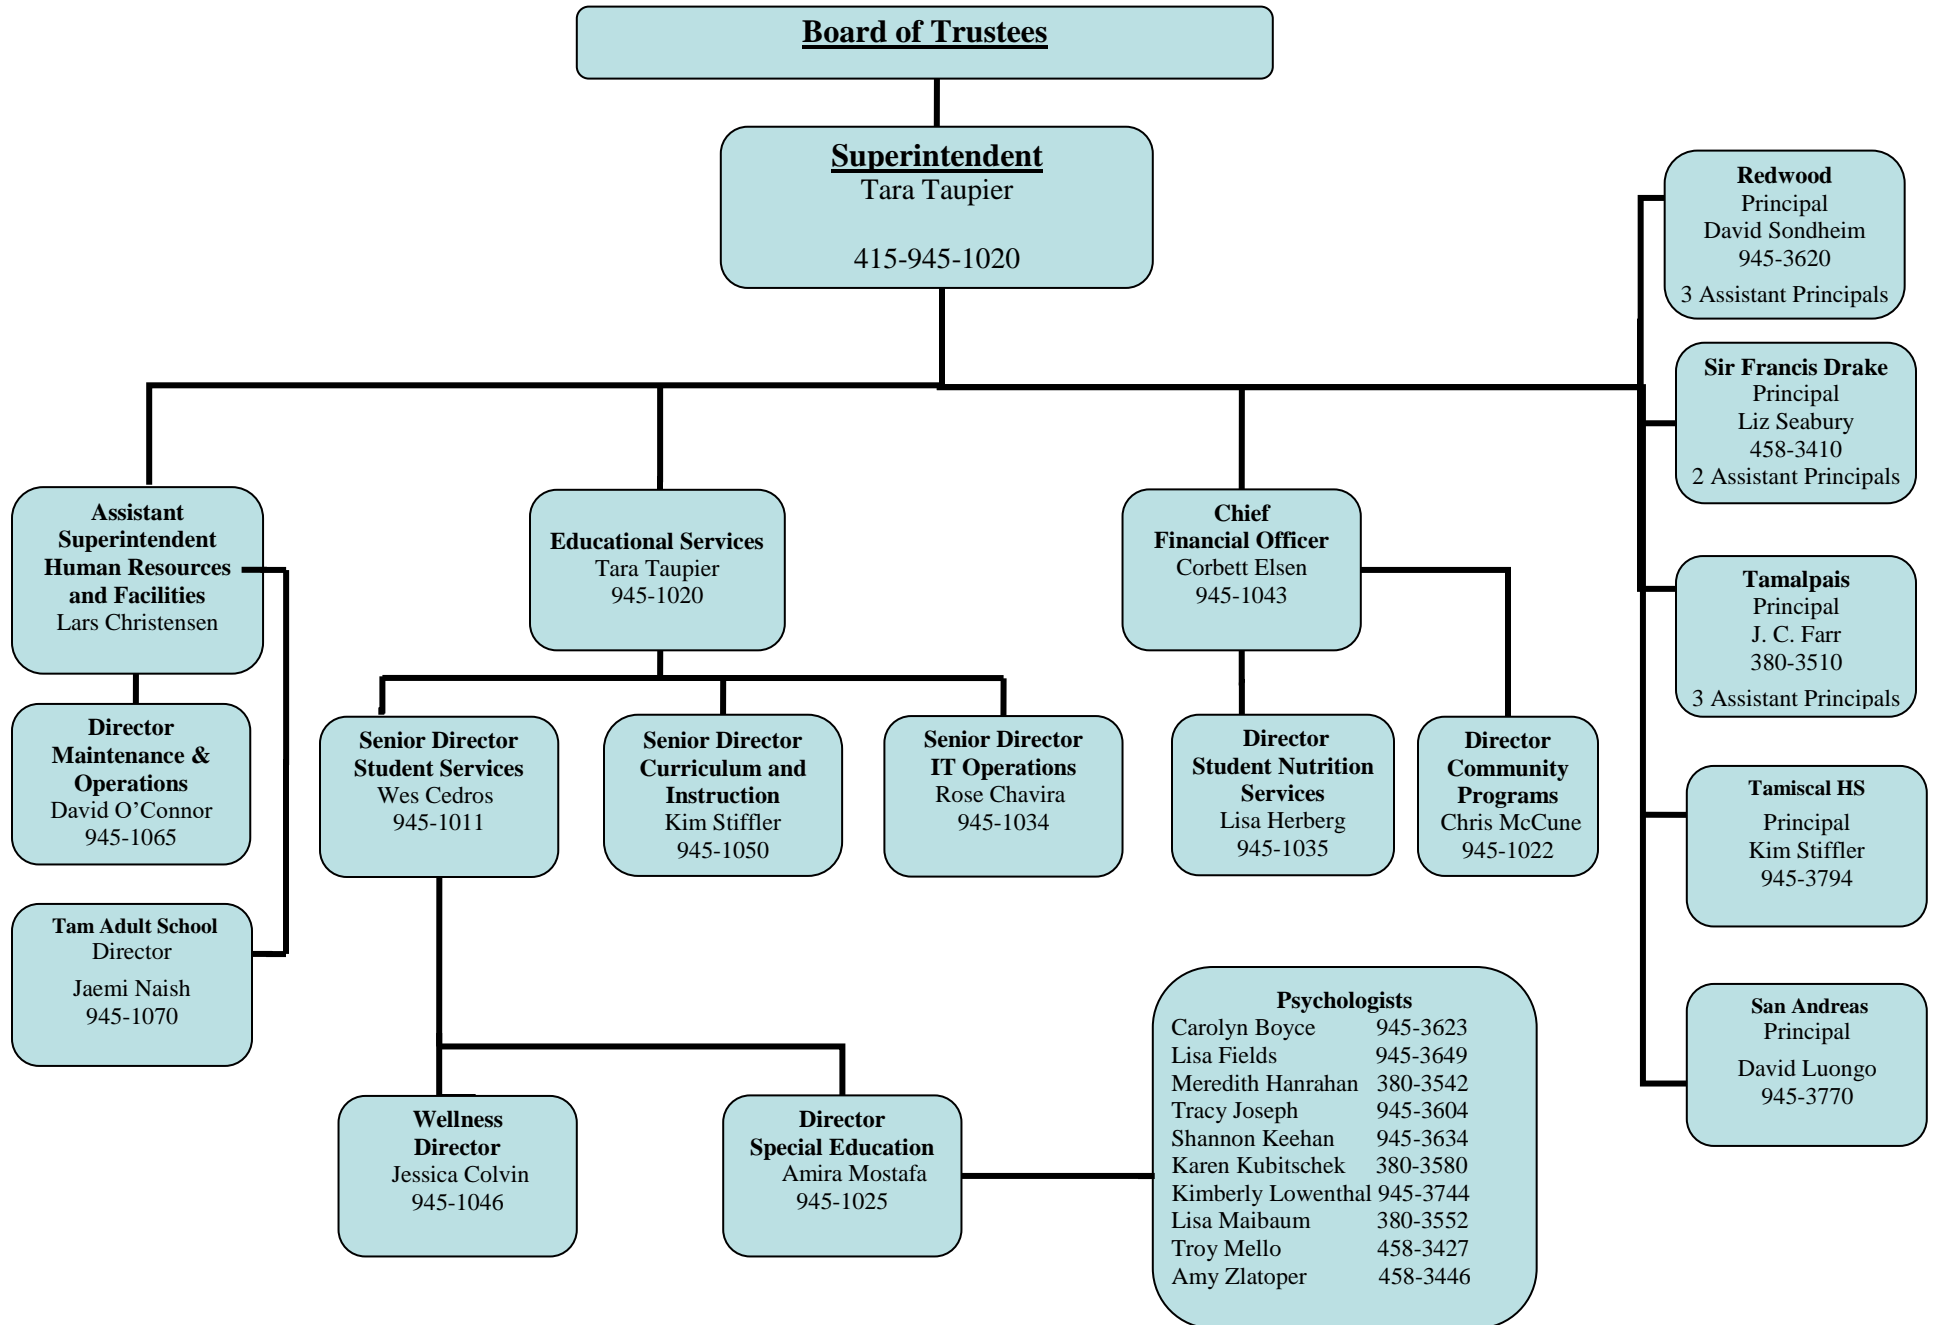 Board of Trustees
Superintendent
Tara Taupier
415-945-1020
Redwood
Principal
David Sondheim
945-3620
3 Assistant Principals
Sir Francis Drake
Principal
Liz Seabury
458-3410
2 Assistant Principals
Tamalpais
Principal
J. C. Farr
380-3510
3 Assistant Principals
Tamiscal HS
Principal
Kim Stiffler
945-3794
San Andreas
Principal
David Luongo
945-3770
Assistant
Superintendent
Human Resources
and Facilities
Lars Christensen
Educational Services
Tara Taupier
945-1020
Chief
Financial Officer
Corbett Elsen
945-1043
Director
Maintenance &
Operations
David O’Connor
945-1065
Tam Adult School
Director
Jaemi Naish
945-1070
Senior Director
Student Services
Wes Cedros
945-1011
Senior Director
Curriculum and
Instruction
Kim Stiffler
945-1050
Senior Director
IT Operations
Rose Chavira
945-1034
Director
Student Nutrition
Services
Lisa Herberg
945-1035
Director
Community
Programs
Chris McCune
945-1022
Wellness
Director
Jessica Colvin
945-1046
Director
Special Education
Amira Mostafa
945-1025
Psychologists
Carolyn Boyce 945-3623
Lisa Fields 945-3649
Meredith Hanrahan 380-3542
Tracy Joseph 945-3604
Shannon Keehan 945-3634
Karen Kubitschek 380-3580
Kimberly Lowenthal 945-3744
Lisa Maibaum 380-3552
Troy Mello 458-3427
Amy Zlatoper 458-3446